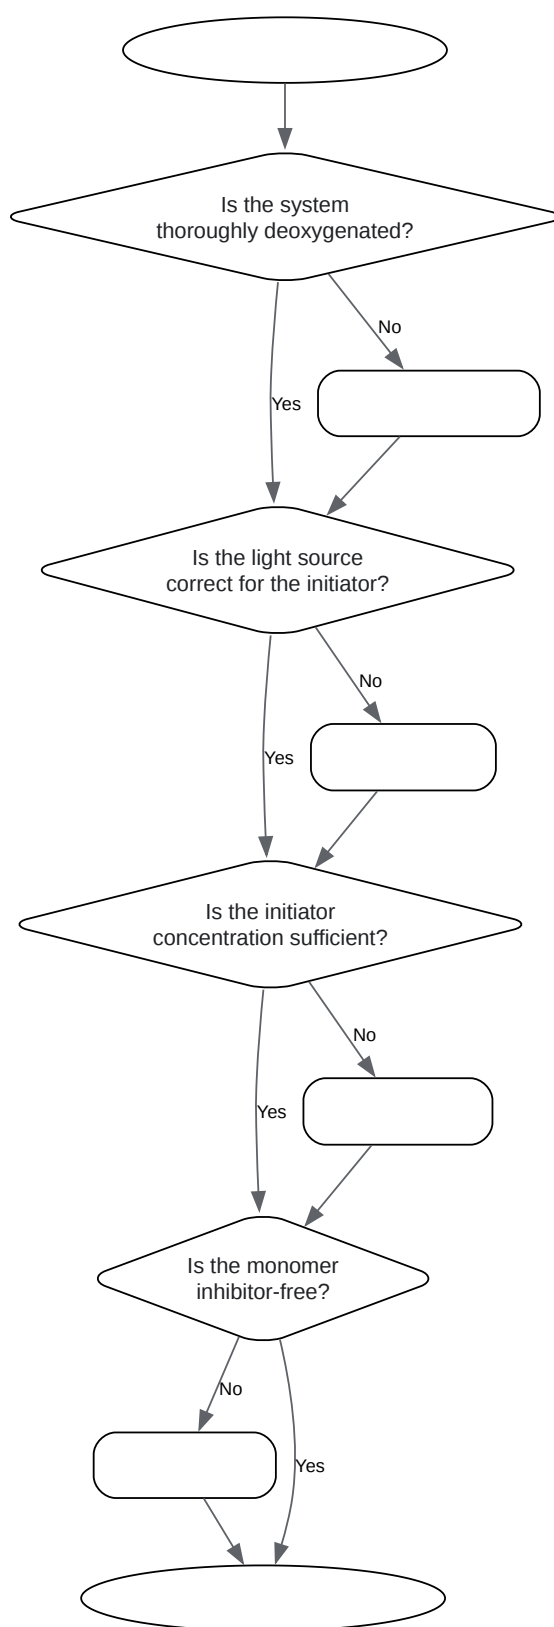 Is the system
thoroughly deoxygenated?
No
Yes
Is the light source
correct for the initiator?
No
Yes
Is the initiator
concentration sufficient?
No
Yes
Is the monomer
inhibitor-free?
No
Yes